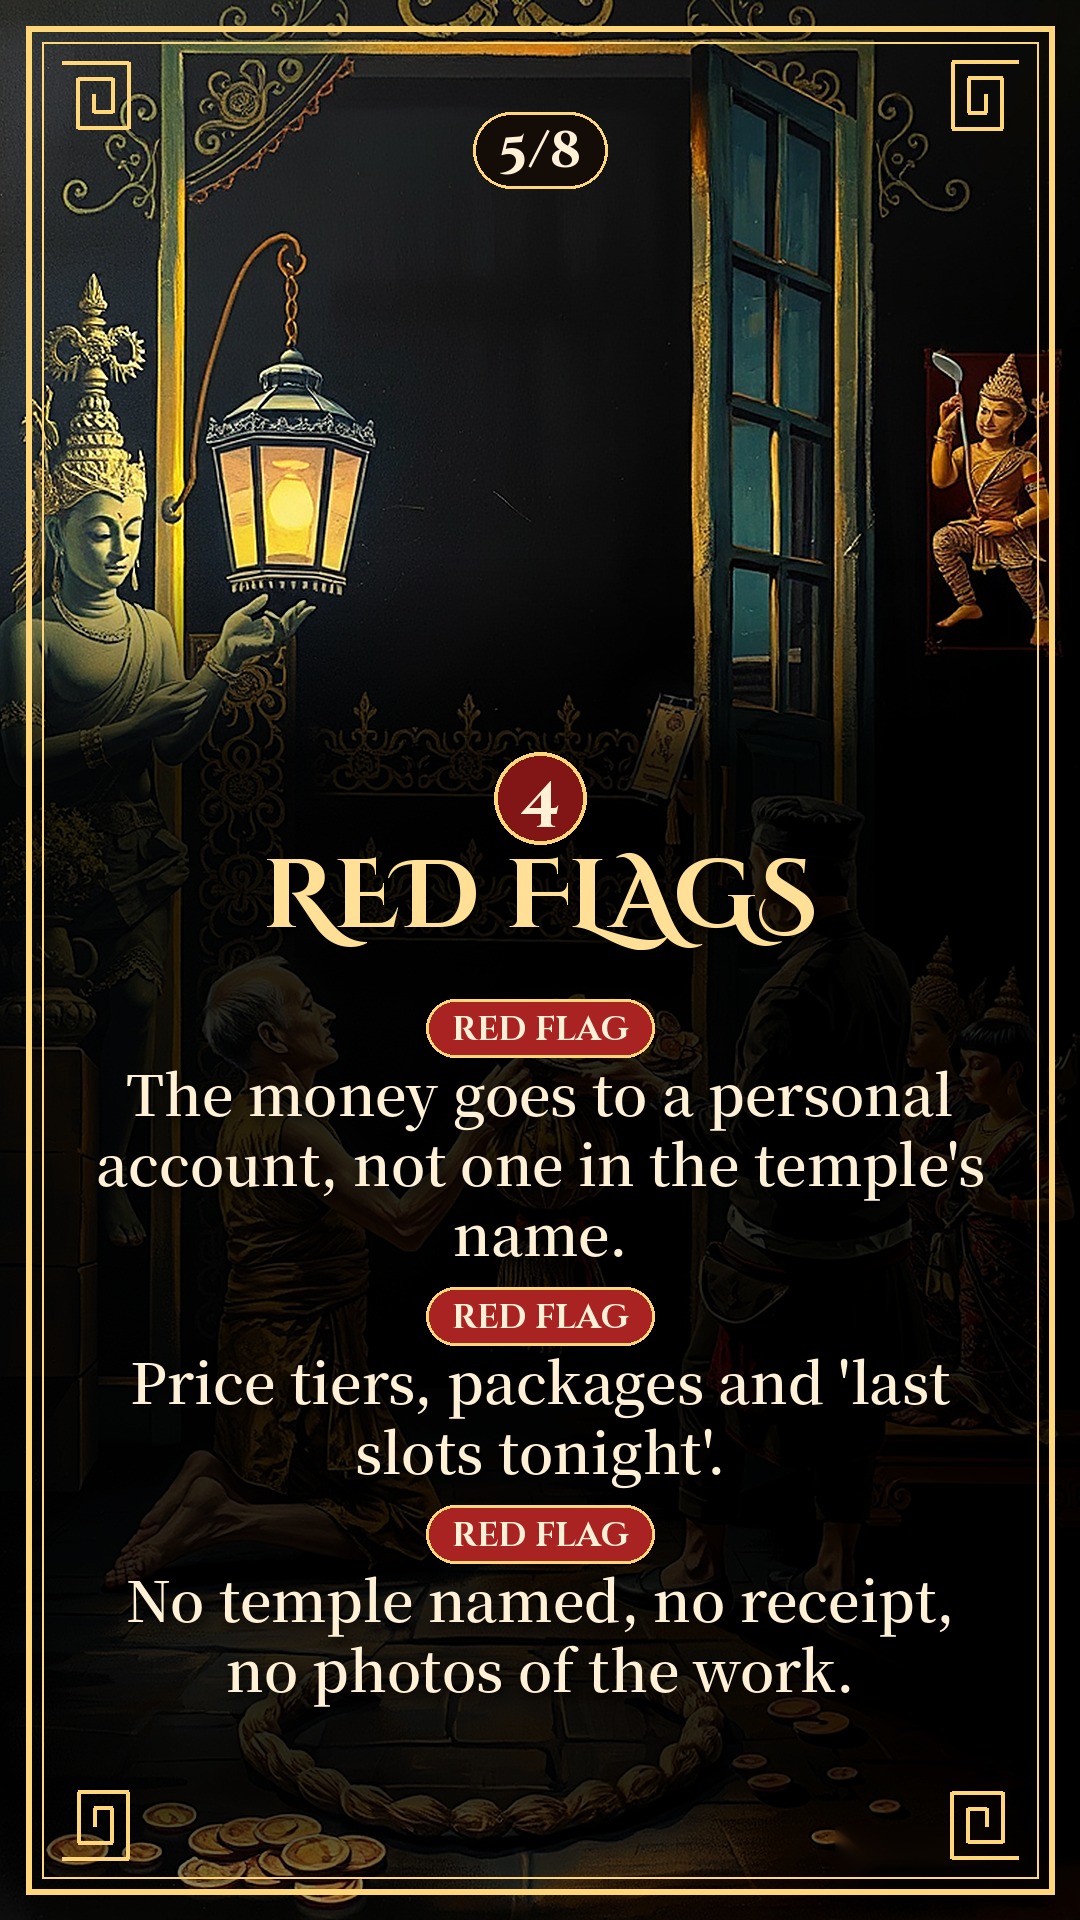 5/8
4
RED FLAGS
RED FLAG
The money goes to a personal
account, not one in the temple's
name.
RED FLAG
Price tiers, packages and 'last
slots tonight'.
RED FLAG
No temple named, no receipt,
no photos of the work.